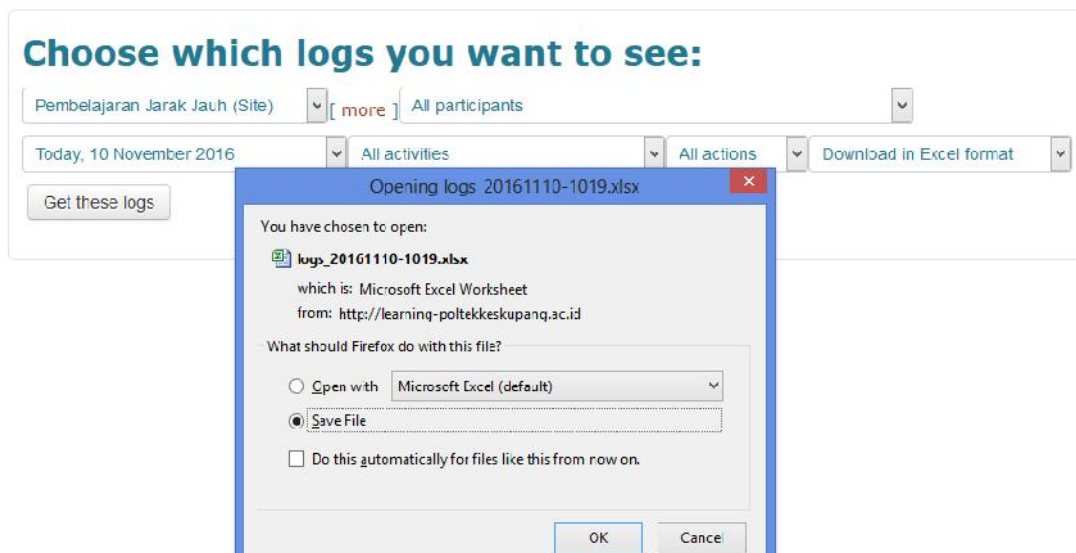 Choose which logs you want to see:
Pembelajaran Jarak Jauh (Site) [ more ] All participants
Today, 10 November 2016 All activities All actions Download in Excel format
Get these logs
Opening logs_20161110-1019.xlsx
You have chosen to open:
logs_20161110-1019.xlsx
which is: Microsoft Excel Worksheet
from: http://learning-poltekkeskupang.ac.id
What should Firefox do with this file?
Open with Microsoft Excel (default)
Save File
Do this automatically for files like this from now on.
OK Cancel